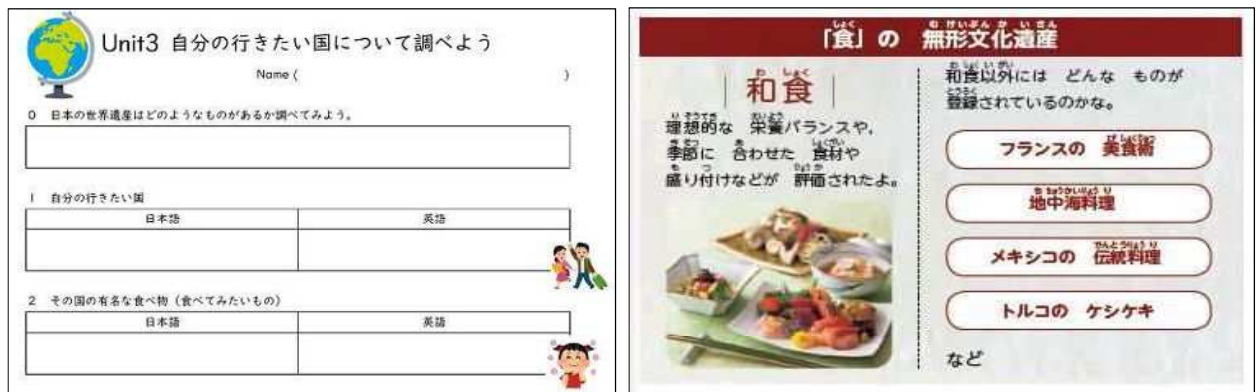 Unit3 自分の行きたい国について調べよう
Name ( )
0 日本の世界遺産はどのようなものがあるか調べてみよう。
1 自分の行きたい国
日本語 英語
2 その国の有名な食べ物（食べてみたいもの）
日本語 英語
「食」の 無形文化遺産
和食
理想的な 栄養バランスや、
季節に 合わせた 食材や
盛り付けなどが 評価されたよ。
和食以外には どんな ものが
登録されているのかな。
フランスの 美食術
地中海料理
メキシコの 伝統料理
トルコの ケシケキ
など